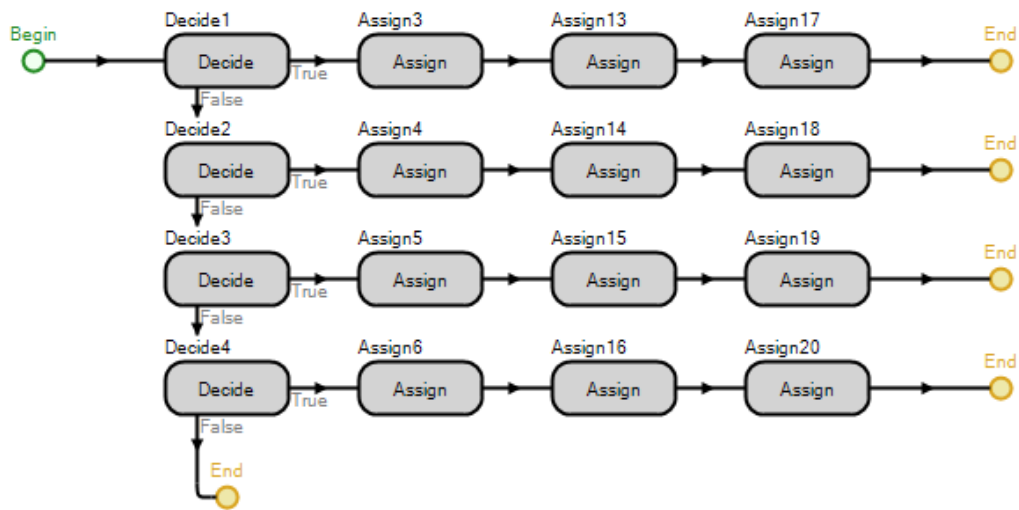 Decide1 Assign3 Assign13 Assign17
Begin End
Decide Assign Assign Assign
True
False
Decide2 Assign4 Assign14 Assign18
End
Decide Assign Assign Assign
True
False
Decide3 Assign5 Assign15 Assign19
End
Decide Assign Assign Assign
True
False
Decide4 Assign6 Assign16 Assign20
End
Decide Assign Assign Assign
True
False
End